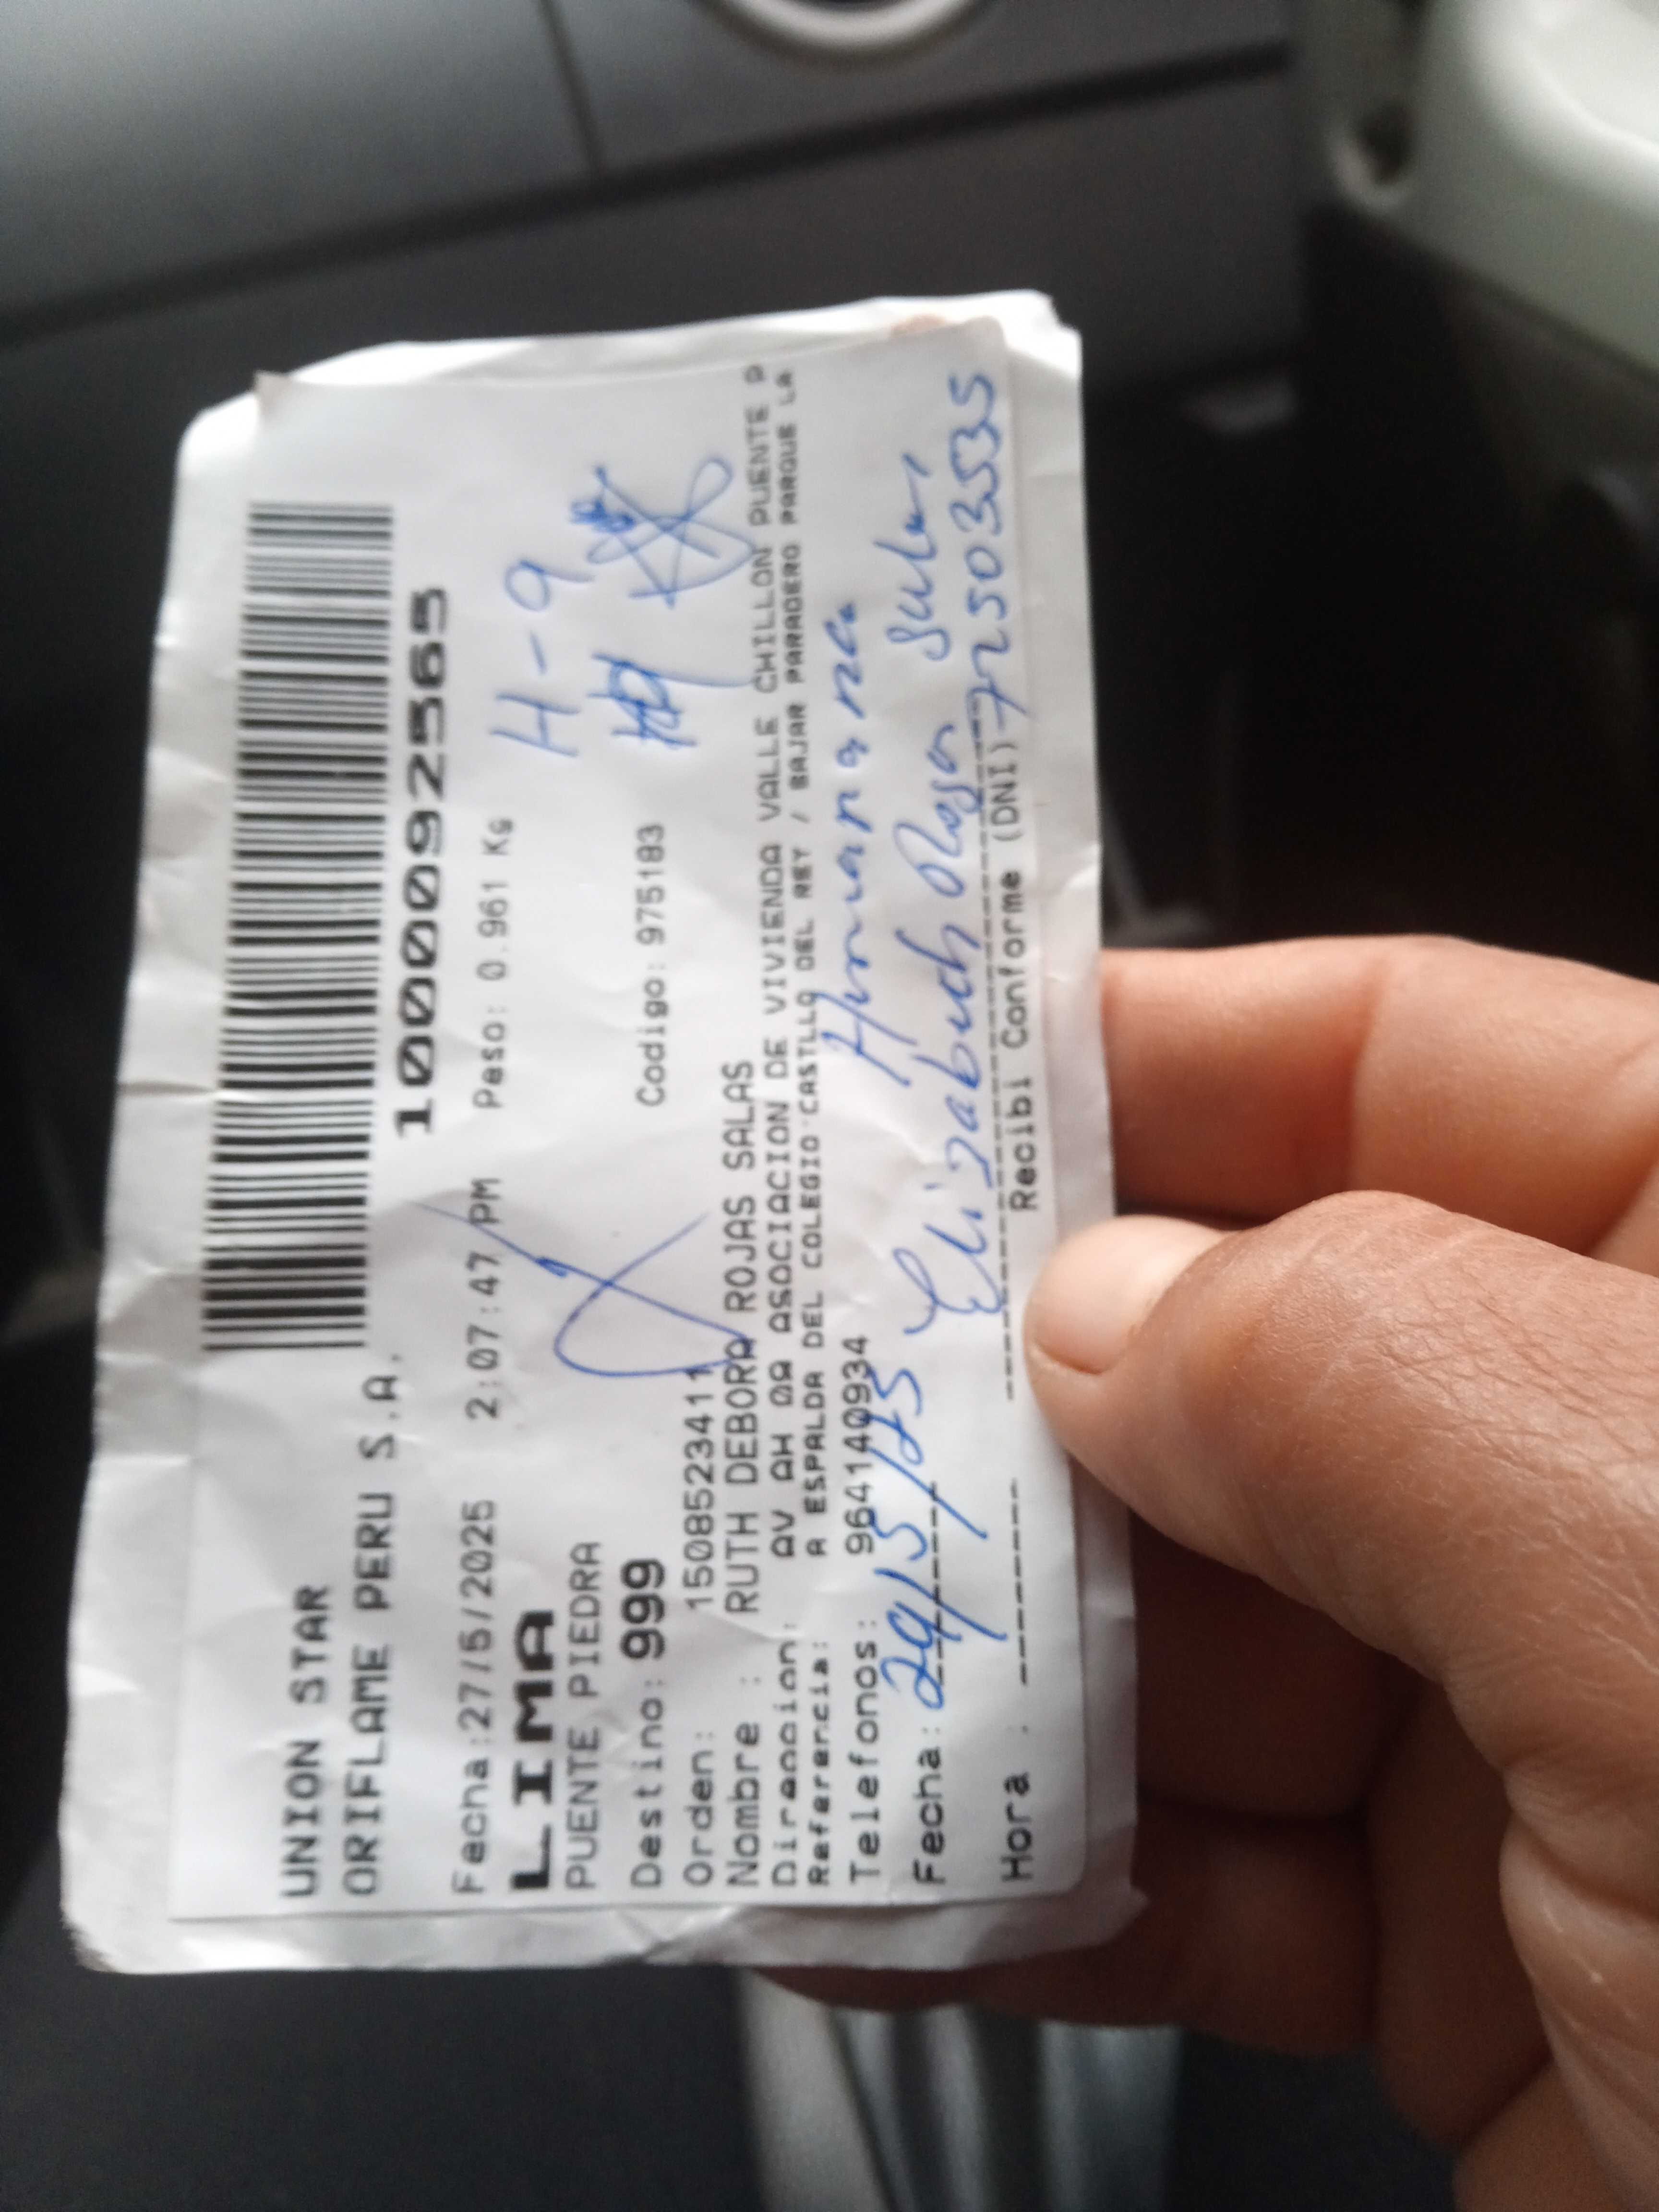 UNION STAR
ORIFLAME PERU S.A.
10000925565
Fecha:27/5/2025 2:07:47 PM Peso: 0.961 Kg
H-9
LIMA
PUENTE PIEDRA
Destino: 999 Codigo: 975183
Orden: 1508523411
Nombre : RUTH DEBORA ROJAS SALAS
Direccion: AV AH 0A ASOCIACION DE VIVIENDA VALLE CHILLON PUENTE P
Referencia: A ESPALDA DEL COLEGIO CASTLLO DEL REY / BAJAR PARADERO PARQUE LA
Telefonos: 964140934 Hermana
Fecha: 29/5/25 Elizabeth Rojas Salas
72503535
Hora : Recibi Conforme (DNI)